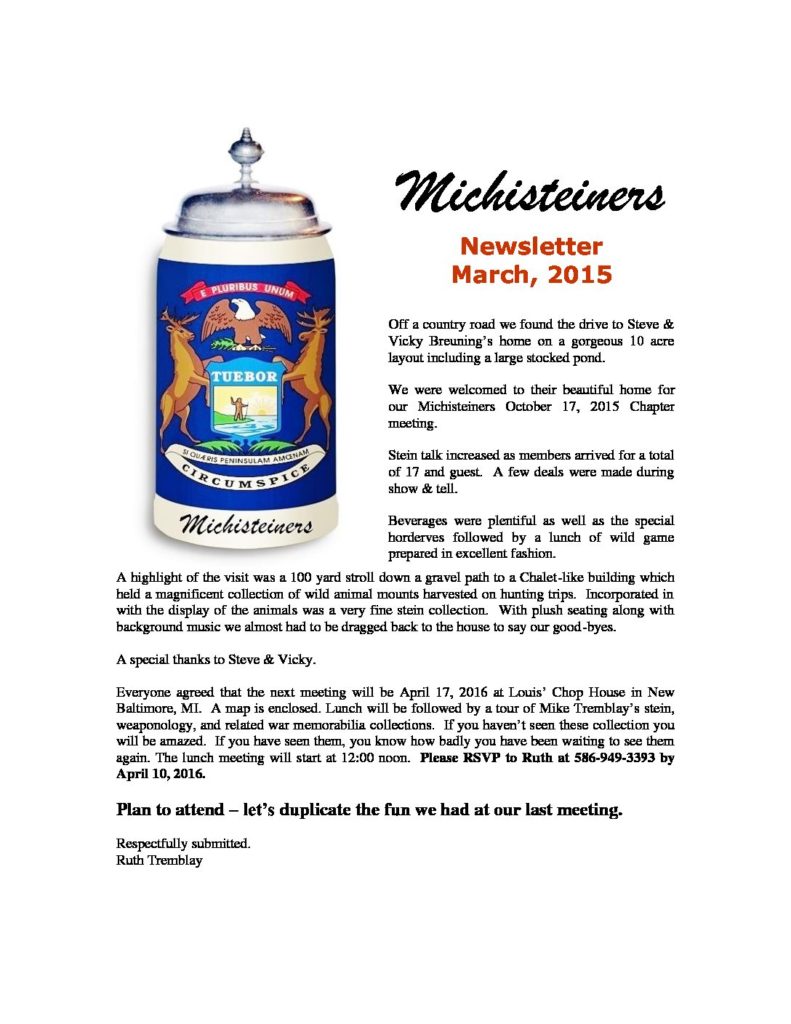 Michisteiners
Newsletter
March, 2015
E PLURIBUS UNUM
TUEBOR
SI QUÆRIS PENINSULAM AMŒNAM
CIRCUMSPICE
Michisteiners
Off a country road we found the drive to Steve &
Vicky Breuning’s home on a gorgeous 10 acre
layout including a large stocked pond.
We were welcomed to their beautiful home for
our Michisteiners October 17, 2015 Chapter
meeting.
Stein talk increased as members arrived for a total
of 17 and guest.  A few deals were made during
show & tell.
Beverages were plentiful as well as the special
horderves followed by a lunch of wild game
prepared in excellent fashion.
A highlight of the visit was a 100 yard stroll down a gravel path to a Chalet-like building which
held a magnificent collection of wild animal mounts harvested on hunting trips.  Incorporated in
with the display of the animals was a very fine stein collection.  With plush seating along with
background music we almost had to be dragged back to the house to say our good-byes.
A special thanks to Steve & Vicky.
Everyone agreed that the next meeting will be April 17, 2016 at Louis’ Chop House in New
Baltimore, MI.  A map is enclosed. Lunch will be followed by a tour of Mike Tremblay’s stein,
weaponology, and related war memorabilia collections.  If you haven’t seen these collection you
will be amazed.  If you have seen them, you know how badly you have been waiting to see them
again. The lunch meeting will start at 12:00 noon.  Please RSVP to Ruth at 586-949-3393 by
April 10, 2016.
Plan to attend – let’s duplicate the fun we had at our last meeting.
Respectfully submitted.
Ruth Tremblay